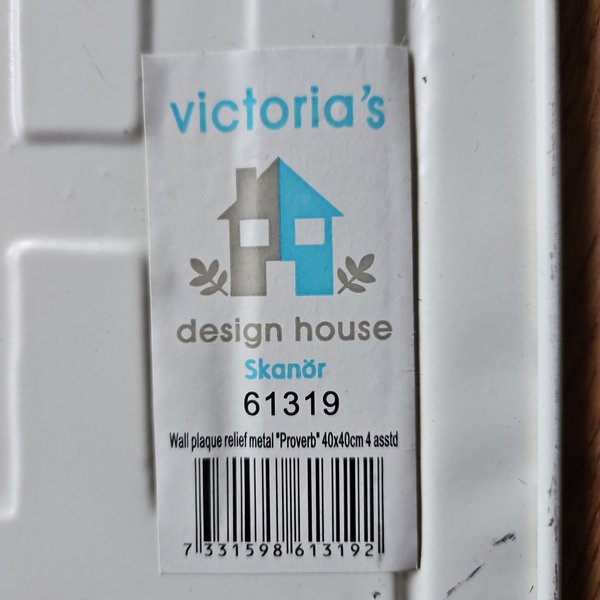 victoria's
design house
Skanör
61319
Wall plaque relief metal "Proverb" 40x40cm 4 asstd
7 331598 613192